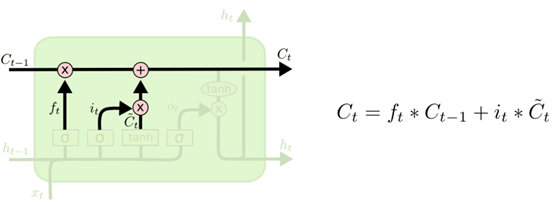 h_t
C_{t-1} × + C_t
tanh
f_t i_t × o_t ×
C̃_t
σ σ tanh σ
h_{t-1} h_t
x_t
C_t = f_t * C_{t-1} + i_t * C̃_t